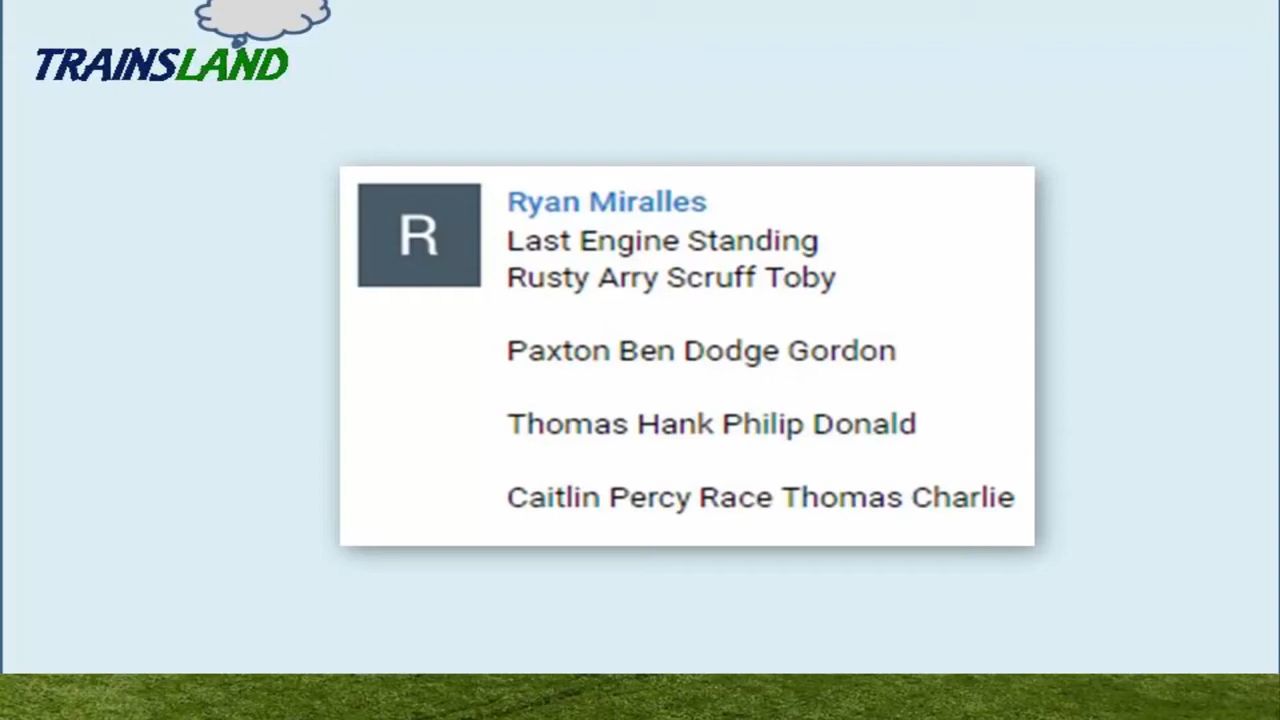 TRAINSLAND
R
Ryan Miralles
Last Engine Standing
Rusty Arry Scruff Toby
Paxton Ben Dodge Gordon
Thomas Hank Philip Donald
Caitlin Percy Race Thomas Charlie